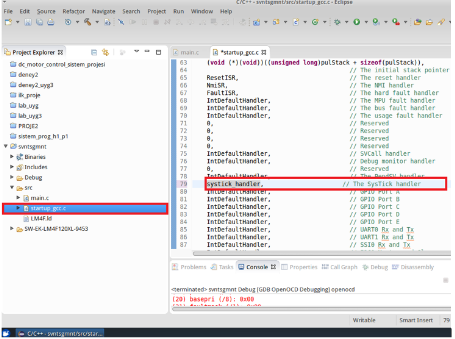 C/C++ - svntsgmnt/src/startup_gcc.c - Eclipse
File Edit Source Refactor Navigate Search Project Run Window Help
Project Explorer
dc_motor_control_sistem projesi
deney2
deney2_uyg3
ilk_proje
lab_uyg
lab_uyg3
PROJE2
sistem_prog_h1_p1
svntsgmnt
Binaries
Includes
Debug
src
main.c
startup_gcc.c
LM4F.ld
SW-EK-LM4F120XL-9453
main.c
*startup_gcc.c
63 (void (*)(void))((unsigned long)pulStack + sizeof(pulStack)),
64 // The initial stack pointer
65 ResetISR, // The reset handler
66 NmiSR, // The NMI handler
67 FaultISR, // The hard fault handler
68 IntDefaultHandler, // The MPU fault handler
69 IntDefaultHandler, // The bus fault handler
70 IntDefaultHandler, // The usage fault handler
71 0, // Reserved
72 0, // Reserved
73 0, // Reserved
74 0, // Reserved
75 IntDefaultHandler, // SVCall handler
76 IntDefaultHandler, // Debug monitor handler
77 0, // Reserved
78 IntDefaultHandler, // The PendSV handler
79 systick_handler, // The SysTick handler
80 IntDefaultHandler, // GPIO Port A
81 IntDefaultHandler, // GPIO Port B
82 IntDefaultHandler, // GPIO Port C
83 IntDefaultHandler, // GPIO Port D
84 IntDefaultHandler, // GPIO Port E
85 IntDefaultHandler, // UART0 Rx and Tx
86 IntDefaultHandler, // UART1 Rx and Tx
87 IntDefaultHandler, // SSI0 Rx and Tx
Problems Tasks Console Properties Call Graph Debug Disassembly
<terminated> svntsgmnt Debug [GDB OpenOCD Debugging] openocd
(20) basepri (/8): 0x00
Writable Smart Insert 79
C/C++ - svntsgmnt/src/star...